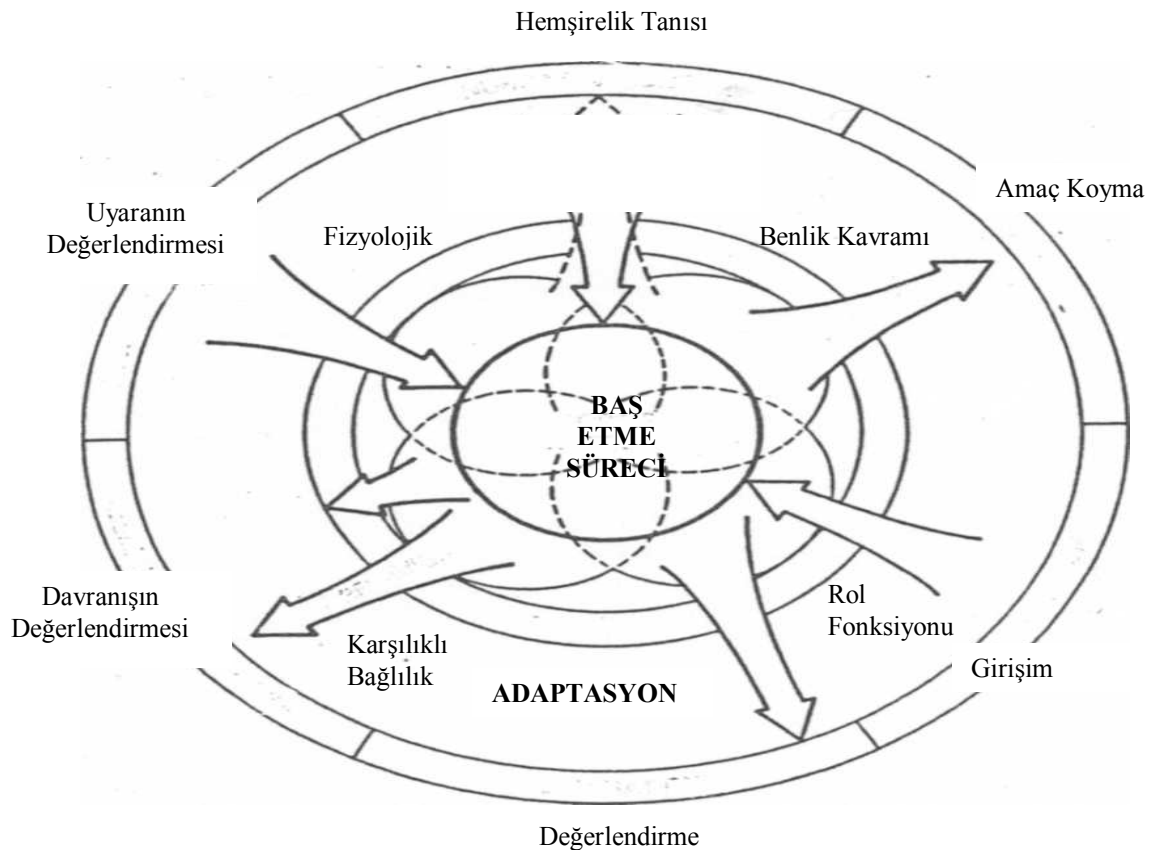 Hemşirelik Tanısı
Amaç Koyma
Uyaranın
Değerlendirmesi
Fizyolojik
Benlik Kavramı
BAŞ
ETME
SÜRECİ
Davranışın
Değerlendirmesi
Rol
Fonksiyonu
Karşılıklı
Bağlılık
Girişim
ADAPTASYON
Değerlendirme